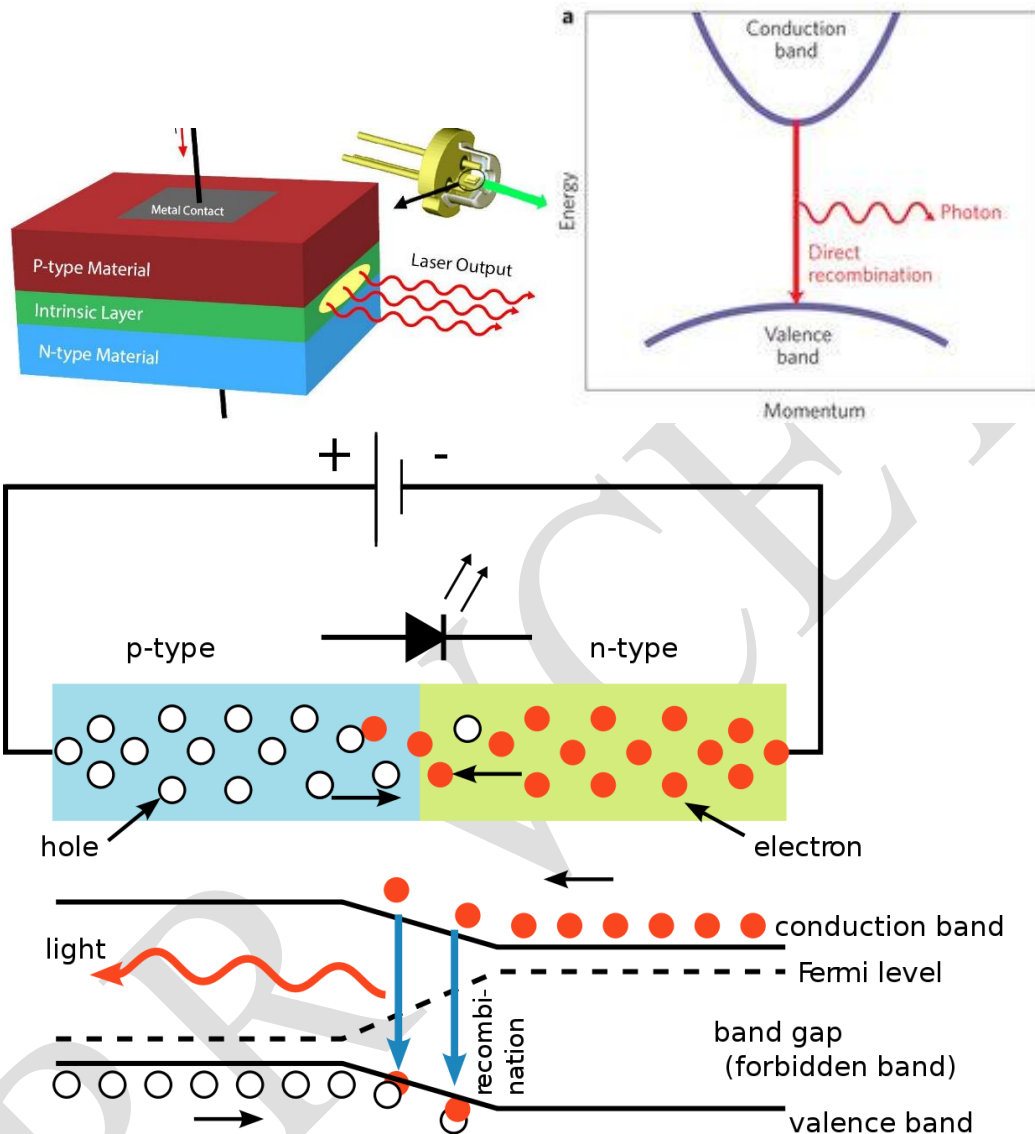 a
Conduction
band
Energy
Photon
Direct
recombination
Valence
band
Momentum
Metal Contact
P-type Material
Intrinsic Layer
N-type Material
Laser Output
+ -
p-type
n-type
hole
electron
conduction band
light
Fermi level
recombi-
nation
band gap
(forbidden band)
valence band